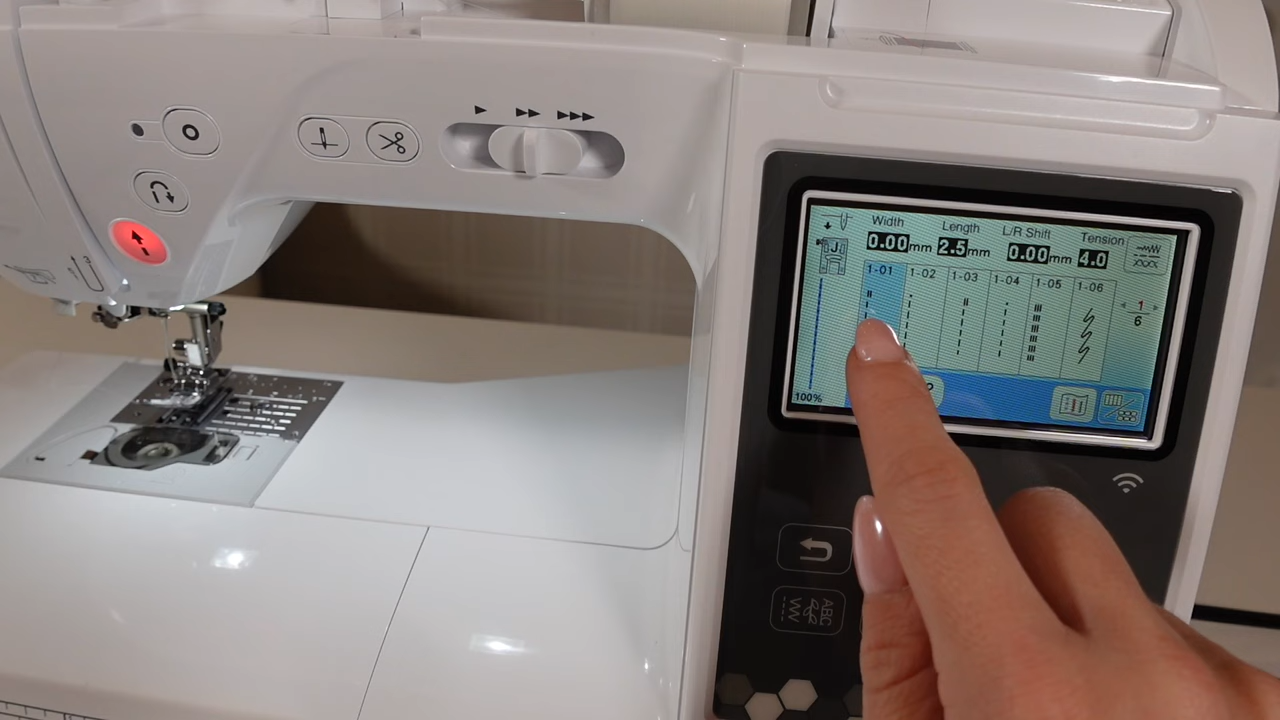 Width Length L/R Shift Tension
0.00mm 2.5mm 0.00mm 4.0
J
1-01 1-02 1-03 1-04 1-05 1-06
1
6
100%
?
ABC